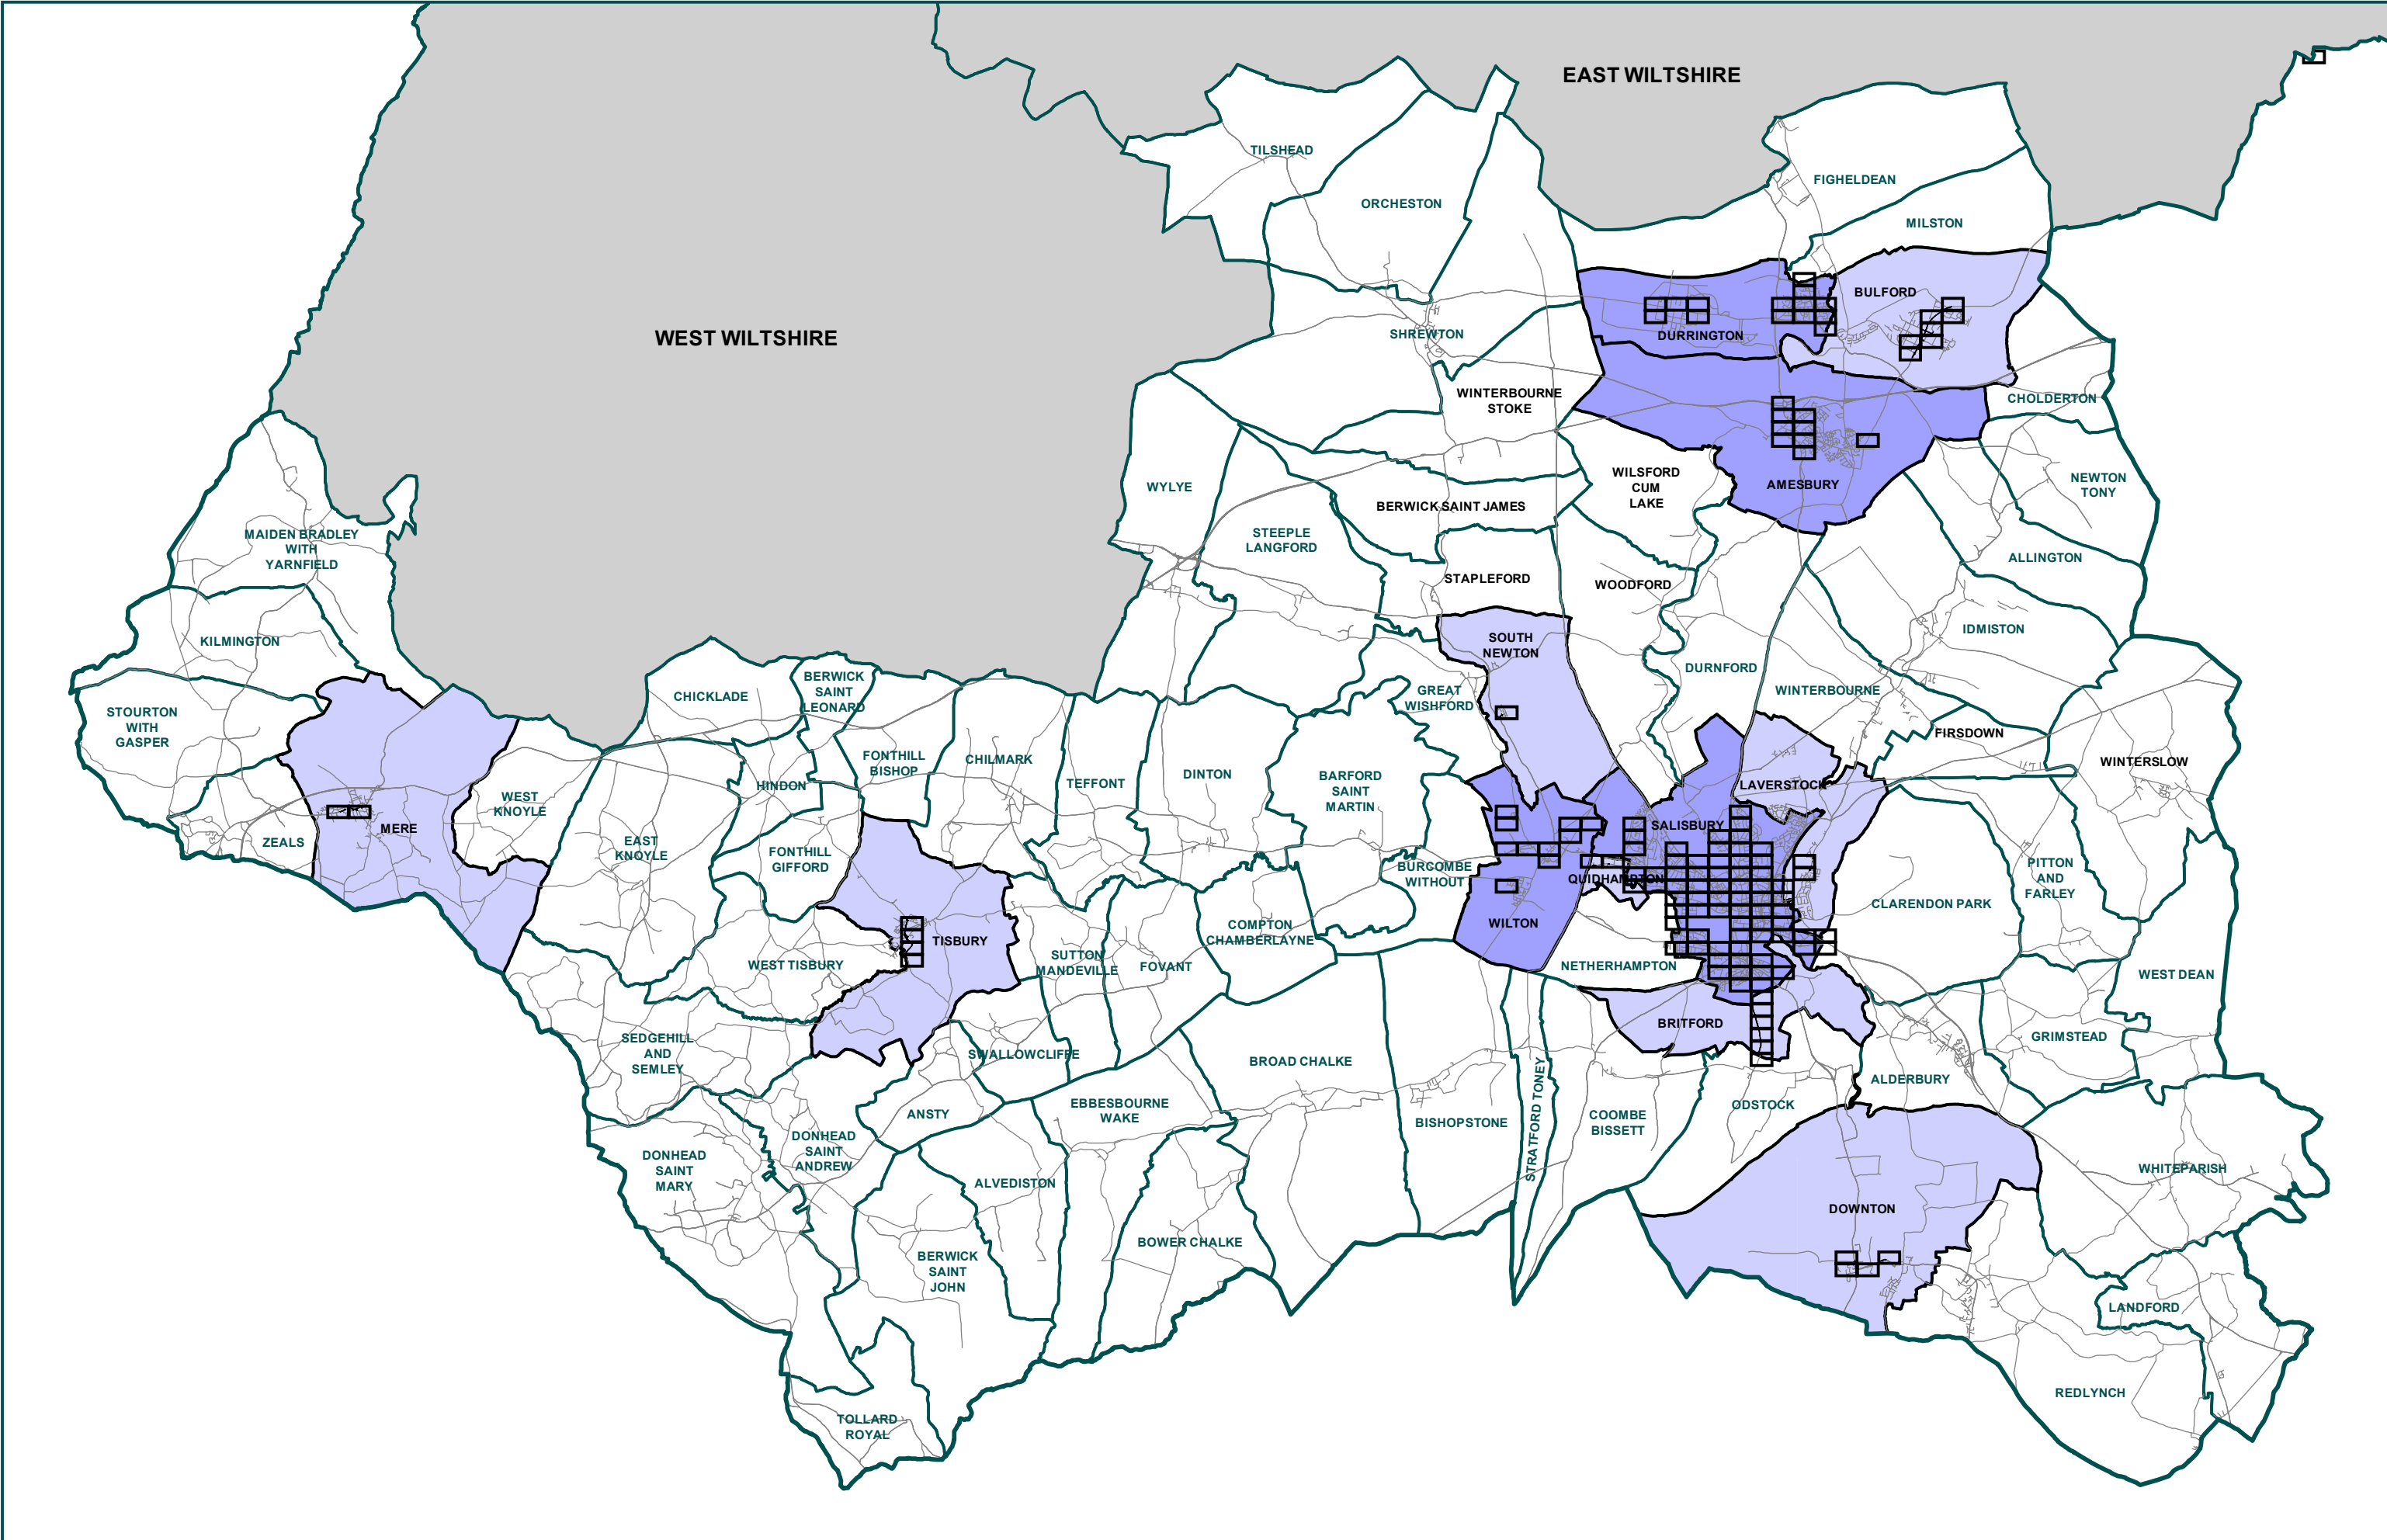 EAST WILTSHIRE
TILSHEAD
FIGHELDEAN
ORCHESTON
MILSTON
BULFORD
WEST WILTSHIRE
SHREWTON
DURRINGTON
WINTERBOURNE
STOKE
CHOLDERTON
WYLYE
WILSFORD
CUM
LAKE
NEWTON
TONY
AMESBURY
BERWICK SAINT JAMES
MAIDEN BRADLEY
WITH
YARNFIELD
STEEPLE
LANGFORD
ALLINGTON
STAPLEFORD
WOODFORD
KILMINGTON
SOUTH
NEWTON
IDMISTON
DURNFORD
BERWICK
SAINT
LEONARD
CHICKLADE
GREAT
WISHFORD
WINTERBOURNE
STOURTON
WITH
GASPER
FIRSDOWN
FONTHILL
BISHOP
CHILMARK
WINTERSLOW
HINDON
TEFFONT
DINTON
BARFORD
SAINT
MARTIN
LAVERSTOCK
WEST
KNOYLE
MERE
SALISBURY
ZEALS
EAST
KNOYLE
FONTHILL
GIFFORD
BURCOMBE
WITHOUT
QUIDHAMPTON
PITTON
AND
FARLEY
CLARENDON PARK
WILTON
TISBURY
COMPTON
CHAMBERLAYNE
WEST TISBURY
SUTTON
MANDEVILLE
FOVANT
NETHERHAMPTON
WEST DEAN
BRITFORD
SEDGEHILL
AND
SEMLEY
GRIMSTEAD
SWALLOWCLIFFE
BROAD CHALKE
ALDERBURY
ODSTOCK
EBBESBOURNE
WAKE
ANSTY
STRATFORD TONEY
COOMBE
BISSETT
BISHOPSTONE
DONHEAD
SAINT
ANDREW
DONHEAD
SAINT
MARY
WHITEPARISH
ALVEDISTON
DOWNTON
BOWER CHALKE
BERWICK
SAINT
JOHN
LANDFORD
REDLYNCH
TOLLARD
ROYAL